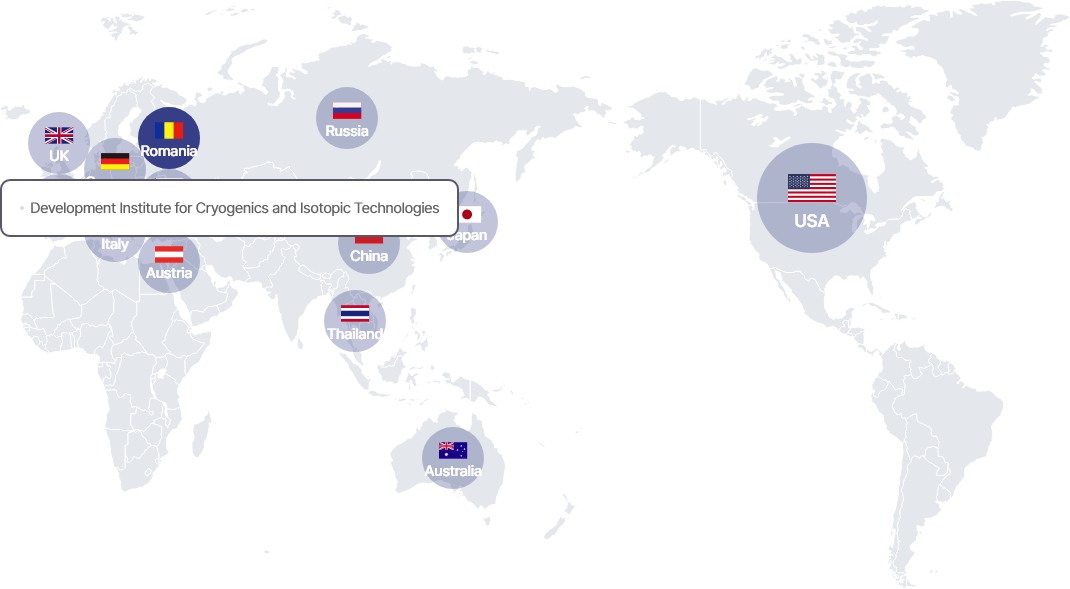 Russia
UK
Romania
Development Institute for Cryogenics and Isotopic Technologies
USA
Japan
Italy
China
Austria
Thailand
Australia